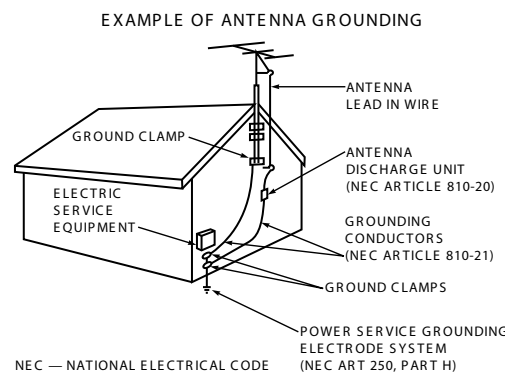 EXAMPLE OF ANTENNA GROUNDING
ANTENNA
LEAD IN WIRE
GROUND CLAMP
ANTENNA
DISCHARGE UNIT
(NEC ARTICLE 810-20)
ELECTRIC
SERVICE
EQUIPMENT
GROUNDING
CONDUCTORS
(NEC ARTICLE 810-21)
GROUND CLAMPS
POWER SERVICE GROUNDING
ELECTRODE SYSTEM
(NEC ART 250, PART H)
NEC — NATIONAL ELECTRICAL CODE